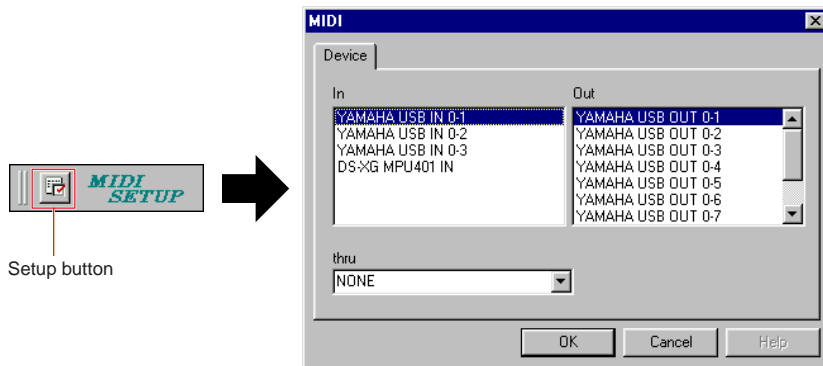 MIDI
SETUP
Setup button
MIDI
Device
In
YAMAHA USB IN 0-1
YAMAHA USB IN 0-2
YAMAHA USB IN 0-3
DS-XG MPU401 IN
Out
YAMAHA USB OUT 0-1
YAMAHA USB OUT 0-2
YAMAHA USB OUT 0-3
YAMAHA USB OUT 0-4
YAMAHA USB OUT 0-5
YAMAHA USB OUT 0-6
YAMAHA USB OUT 0-7
thru
NONE
OK
Cancel
Help